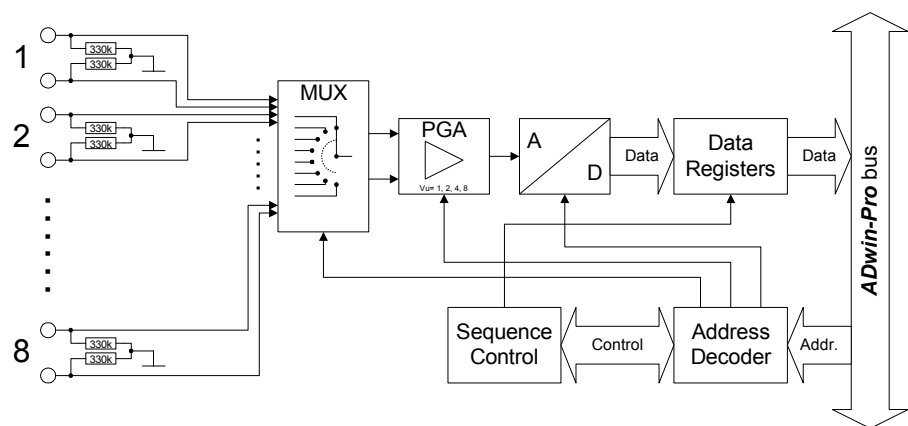 1
330k
330k
2
330k
330k
8
330k
330k
MUX
PGA
Vu= 1, 2, 4, 8
A
D
Data
Data
Registers
Data
Sequence
Control
Control
Address
Decoder
Addr.
ADwin-Pro bus